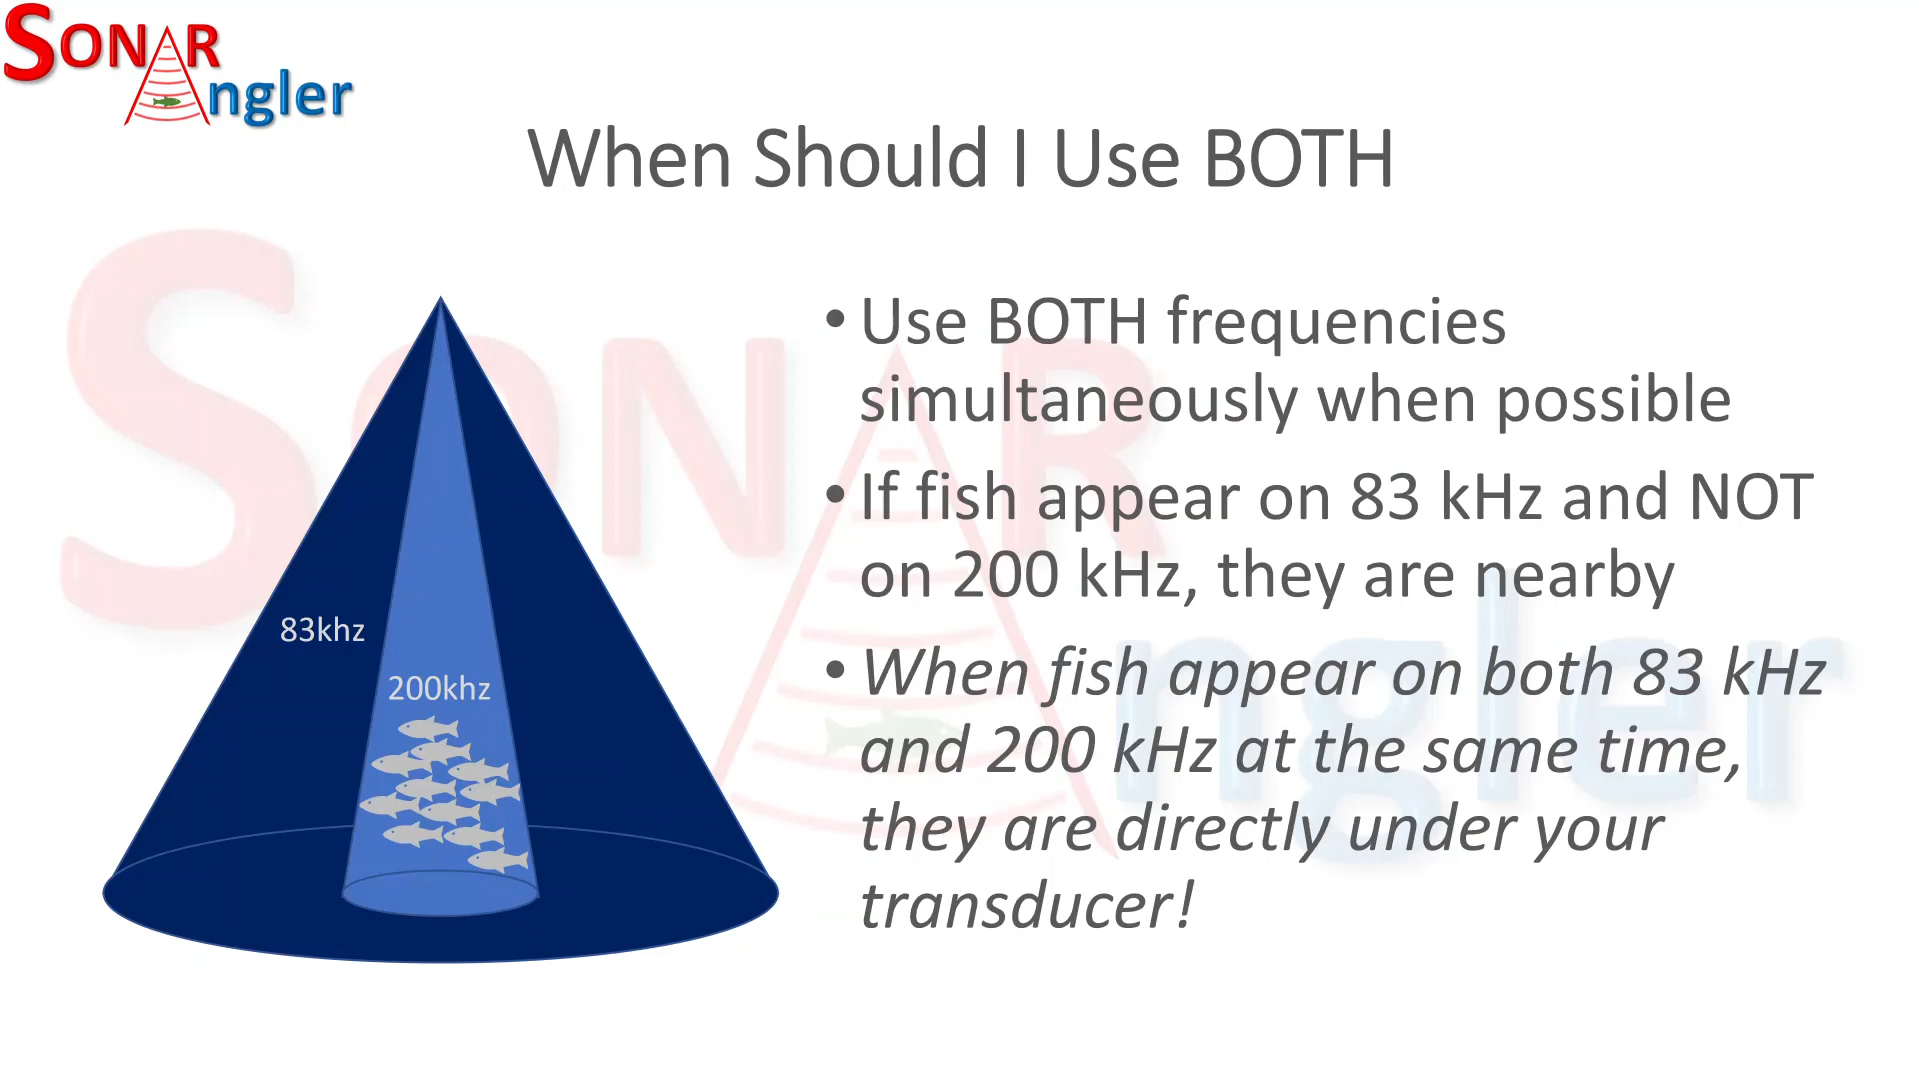 SONAR
Angler
When Should I Use BOTH
• Use BOTH frequencies
simultaneously when possible
• If fish appear on 83 kHz and NOT
on 200 kHz, they are nearby
• When fish appear on both 83 kHz
and 200 kHz at the same time,
they are directly under your
transducer!
83khz
200khz
SONAR
Angler